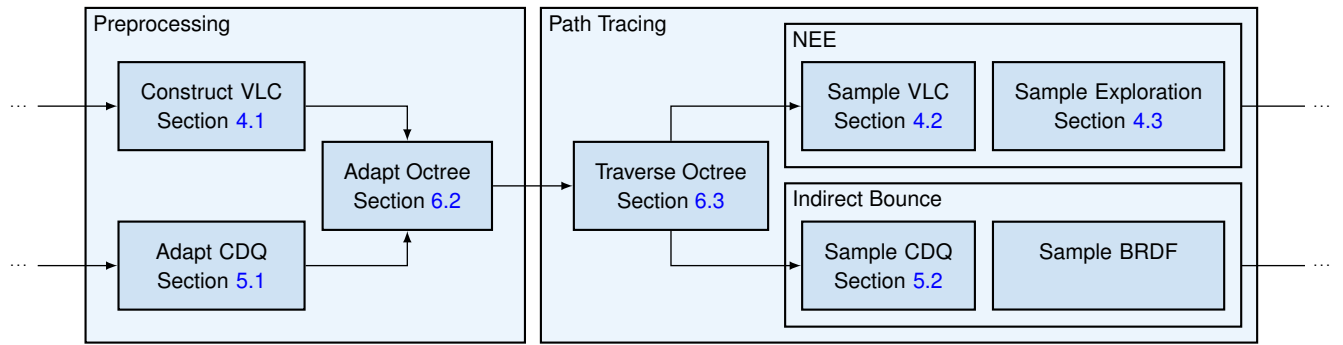 Preprocessing
...
Construct VLC
Section 4.1
...
Adapt CDQ
Section 5.1
Adapt Octree
Section 6.2
Path Tracing
Traverse Octree
Section 6.3
NEE
Sample VLC
Section 4.2
Sample Exploration
Section 4.3
...
Indirect Bounce
Sample CDQ
Section 5.2
Sample BRDF
...